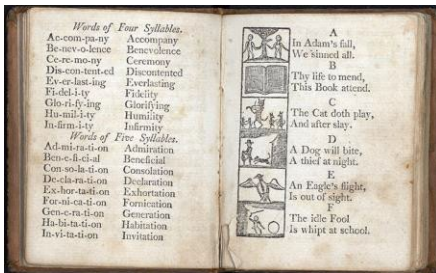 Words of Four Syllables.
Ac-com-pa-ny Accompany
Be-nev-o-lence Benevolence
Ce-re-mo-ny Ceremony
Dis-con-tent-ed Discontented
Ev-er-last-ing Everlasting
Fi-del-i-ty Fidelity
Glo-ri-fy-ing Glorifying
Hu-mil-i-ty Humility
In-firm-i-ty Infirmity
Words of Five Syllables.
Ad-mi-ra-ti-on Admiration
Ben-e-fi-ci-al Beneficial
Con-so-la-ti-on Consolation
De-cla-ra-ti-on Declaration
Ex-hor-ta-ti-on Exhortation
For-ni-ca-ti-on Fornication
Gen-e-ra-ti-on Generation
Ha-bi-ta-ti-on Habitation
In-vi-ta-ti-on Invitation
A
In Adam's fall,
We sinned all.
B
Thy life to mend,
This Book attend.
C
The Cat doth play,
And after slay.
D
A Dog will bite,
A thief at night.
E
An Eagle's flight,
Is out of sight.
F
The idle Fool
Is whipt at school.